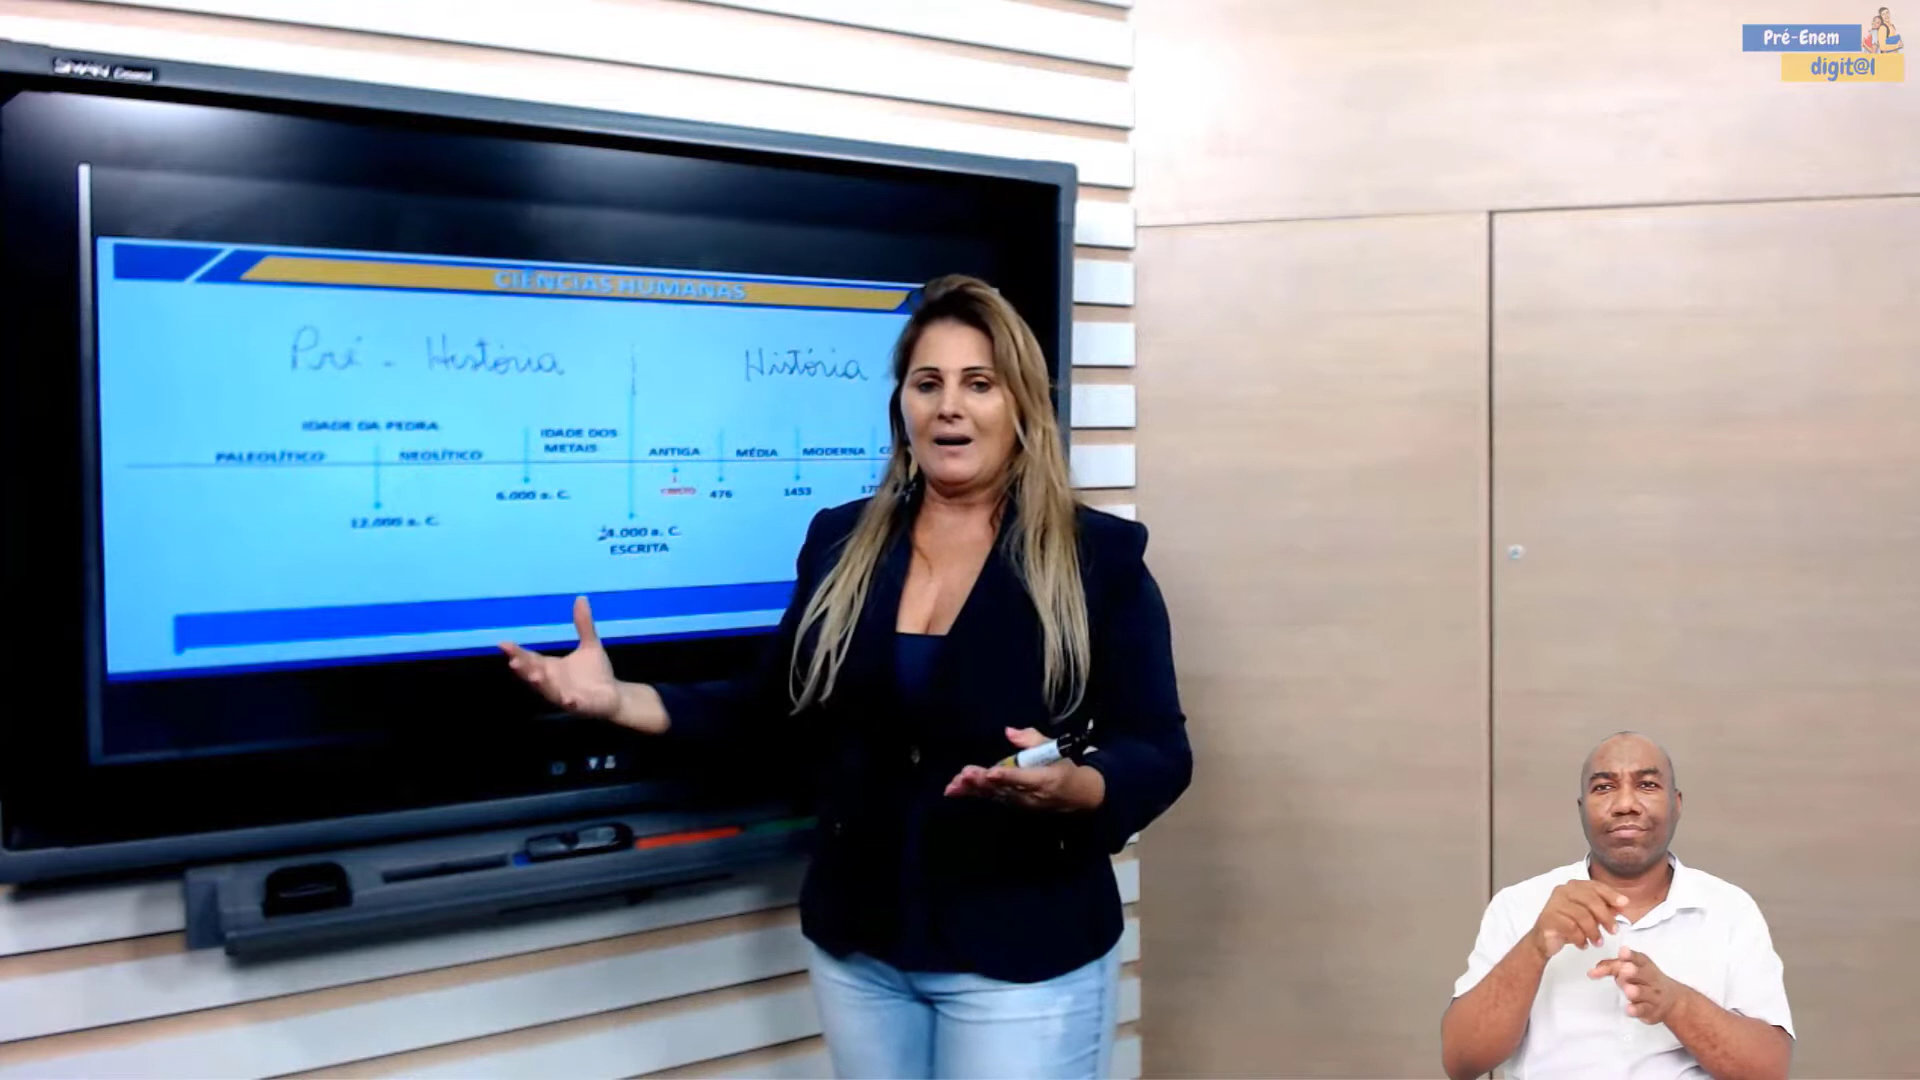 Pré-Enem
digit@l
CIÊNCIAS HUMANAS
Pré - História
História
IDADE DA PEDRA
IDADE DOS
METAIS
PALEOLÍTICO
NEOLÍTICO
ANTIGA
MÉDIA
MODERNA
6.000 a. C.
CRISTO
476
1453
12.000 a. C.
±4.000 a. C.
ESCRITA